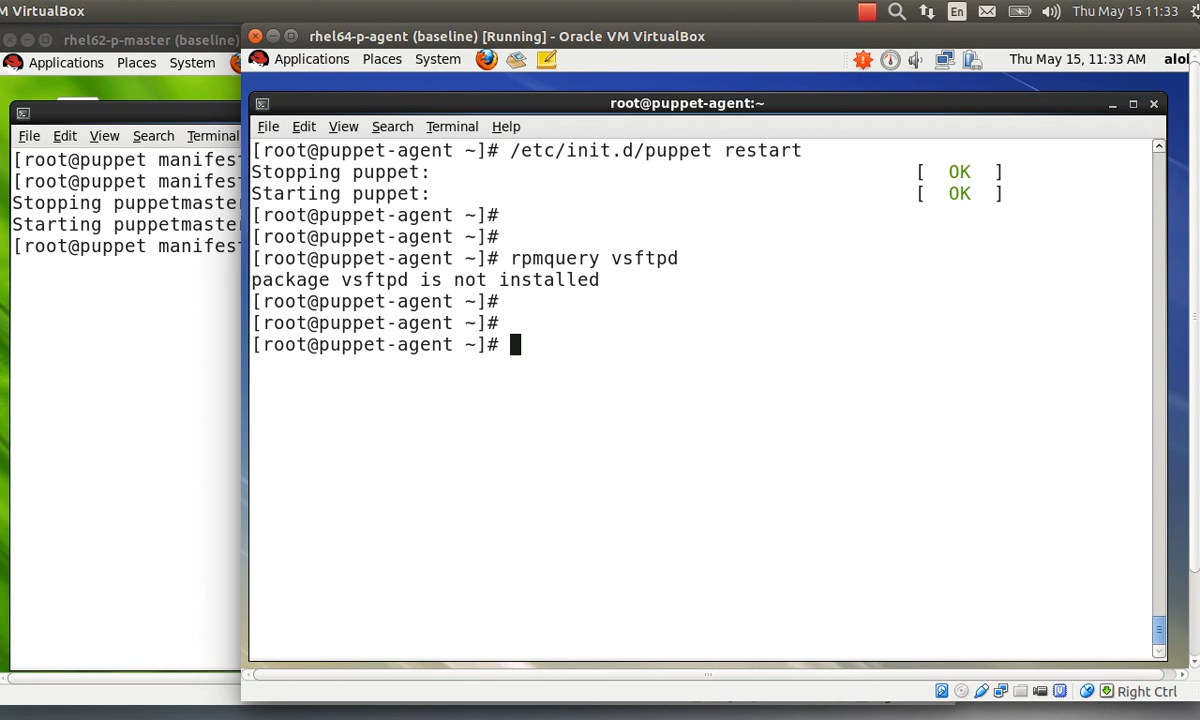 M VirtualBox
En
Thu May 15 11:33
rhel62-p-master (baseline)
Applications Places System
File Edit View Search Terminal
[root@puppet manifest
[root@puppet manifest
Stopping puppetmaster
Starting puppetmaster
[root@puppet manifest
rhel64-p-agent (baseline) [Running] - Oracle VM VirtualBox
Applications Places System
Thu May 15, 11:33 AM alol
root@puppet-agent:~
File Edit View Search Terminal Help
[root@puppet-agent ~]# /etc/init.d/puppet restart
Stopping puppet: [ OK ]
Starting puppet: [ OK ]
[root@puppet-agent ~]#
[root@puppet-agent ~]#
[root@puppet-agent ~]# rpmquery vsftpd
package vsftpd is not installed
[root@puppet-agent ~]#
[root@puppet-agent ~]#
[root@puppet-agent ~]#
Right Ctrl